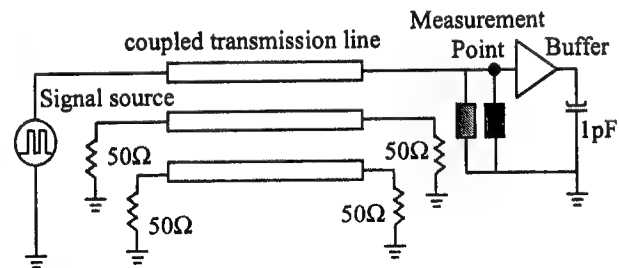 Measurement
Point
coupled transmission line
Buffer
Signal source
1pF
50Ω
50Ω
50Ω
50Ω